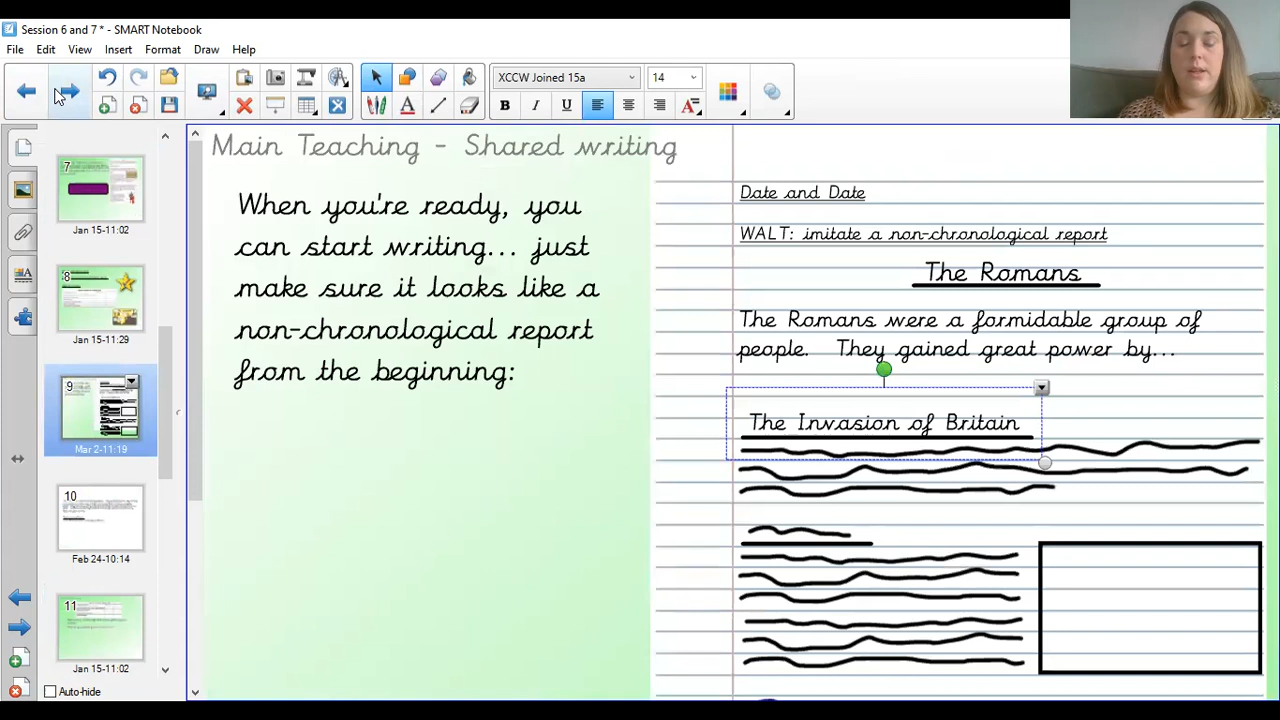 Session 6 and 7 * - SMART Notebook
File Edit View Insert Format Draw Help
XCCW Joined 15a 14
B I U A
7
Jan 15-11:02
8
Jan 15-11:29
9
Mar 2-11:19
10
Feb 24-10:14
11
Jan 15-11:02
Auto-hide
Main Teaching - Shared writing
When you're ready, you
can start writing... just
make sure it looks like a
non-chronological report
from the beginning:
Date and Date
WALT: imitate a non-chronological report
The Romans
The Romans were a formidable group of
people. They gained great power by...
The Invasion of Britain